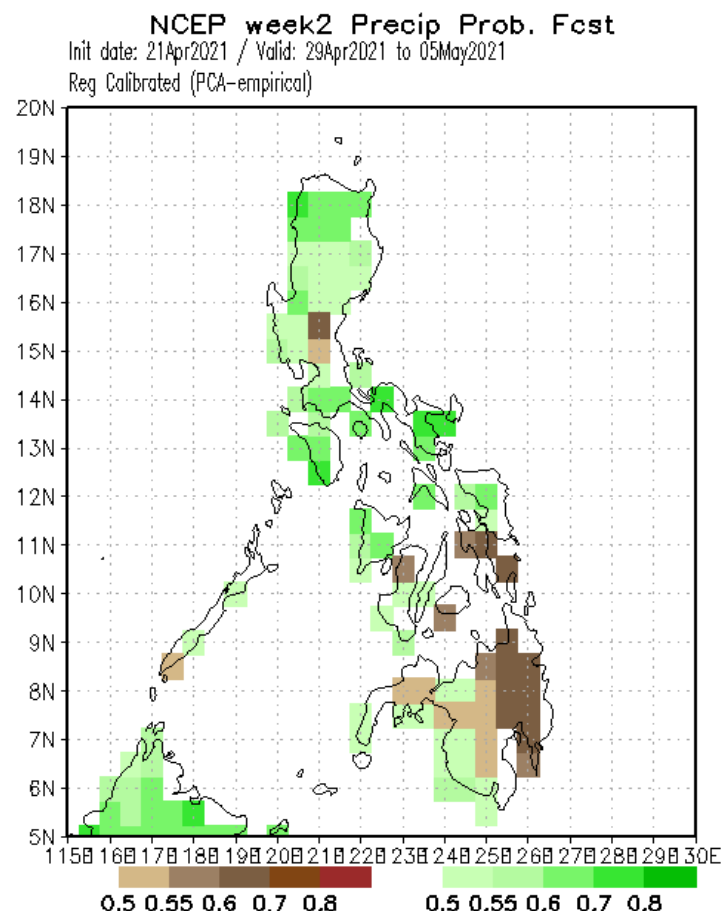 NCEP week2 Precip Prob. Fcst
Init date: 21Apr2021 / Valid: 29Apr2021 to 05May2021
Reg Calibrated (PCA-empirical)
20N
19N
18N
17N
16N
15N
14N
13N
12N
11N
10N
9N
8N
7N
6N
5N
115E 116E 117E 118E 119E 120E 121E 122E 123E 124E 125E 126E 127E 128E 129E 130E
0.5 0.55 0.6 0.7 0.8 0.5 0.55 0.6 0.7 0.8